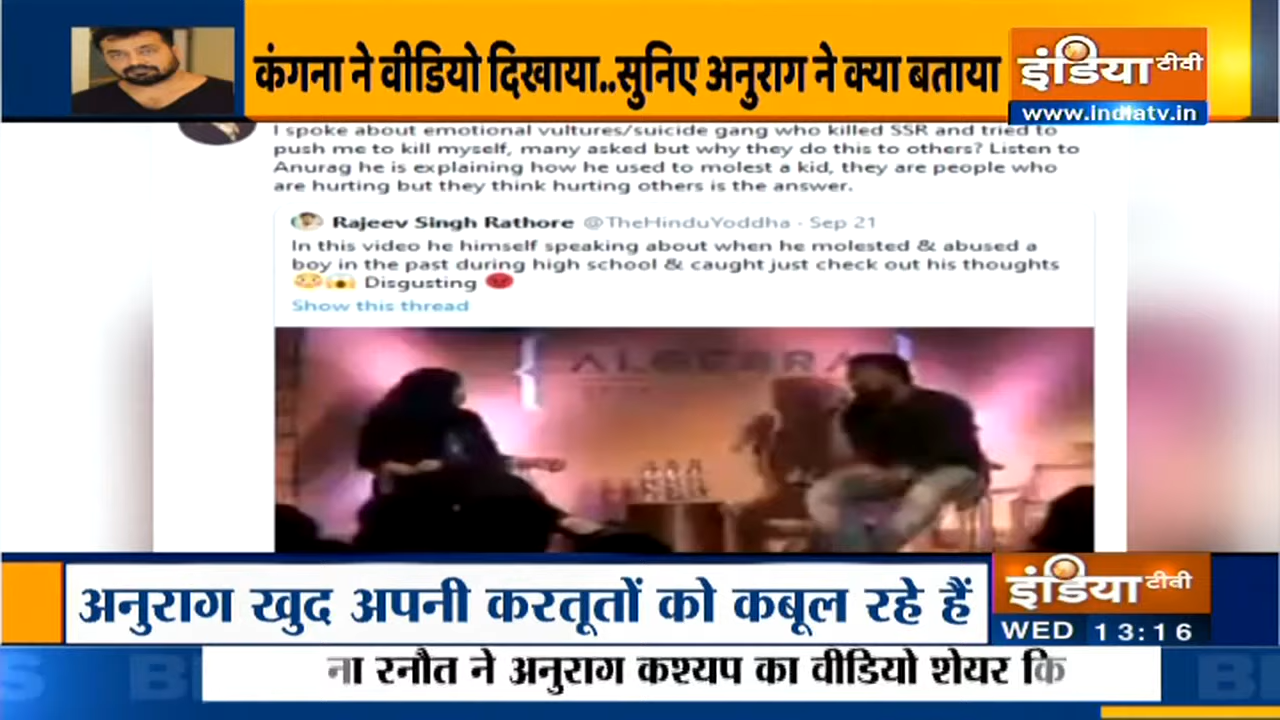 कंगना ने वीडियो दिखाया..सुनिए अनुराग ने क्या बताया
इंडिया टीवी
www.indiatv.in
I spoke about emotional vultures/suicide gang who killed SSR and tried to
push me to kill myself, many asked but why they do this to others? Listen to
Anurag he is explaining how he used to molest a kid, they are people who
are hurting but they think hurting others is the answer.
Rajeev Singh Rathore @TheHinduYoddha · Sep 21
In this video he himself speaking about when he molested & abused a
boy in the past during high school & caught just check out his thoughts
😳😱 Disgusting 😡
Show this thread
ALGEBRA
अनुराग खुद अपनी करतूतों को कबूल रहे हैं
इंडिया टीवी
WED 13:16
ना रनौत ने अनुराग कश्यप का वीडियो शेयर कि